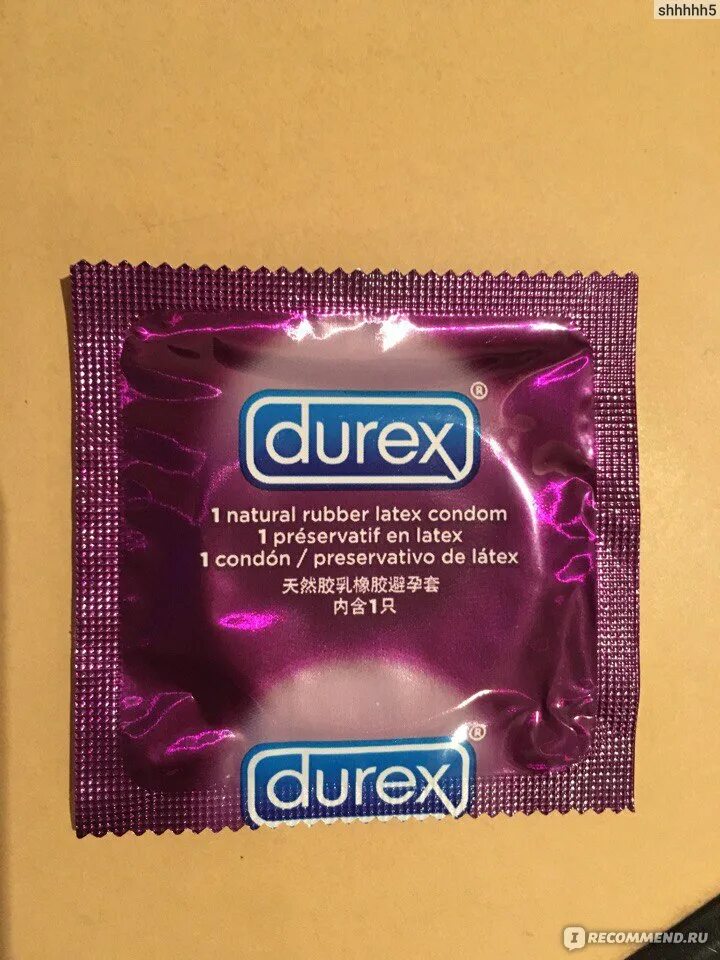 shhhhh5
durex®
1 natural rubber latex condom
1 préservatif en latex
1 condón / preservativo de látex
天然胶乳橡胶避孕套
内含1只
durex®
IRECOMMEND.RU